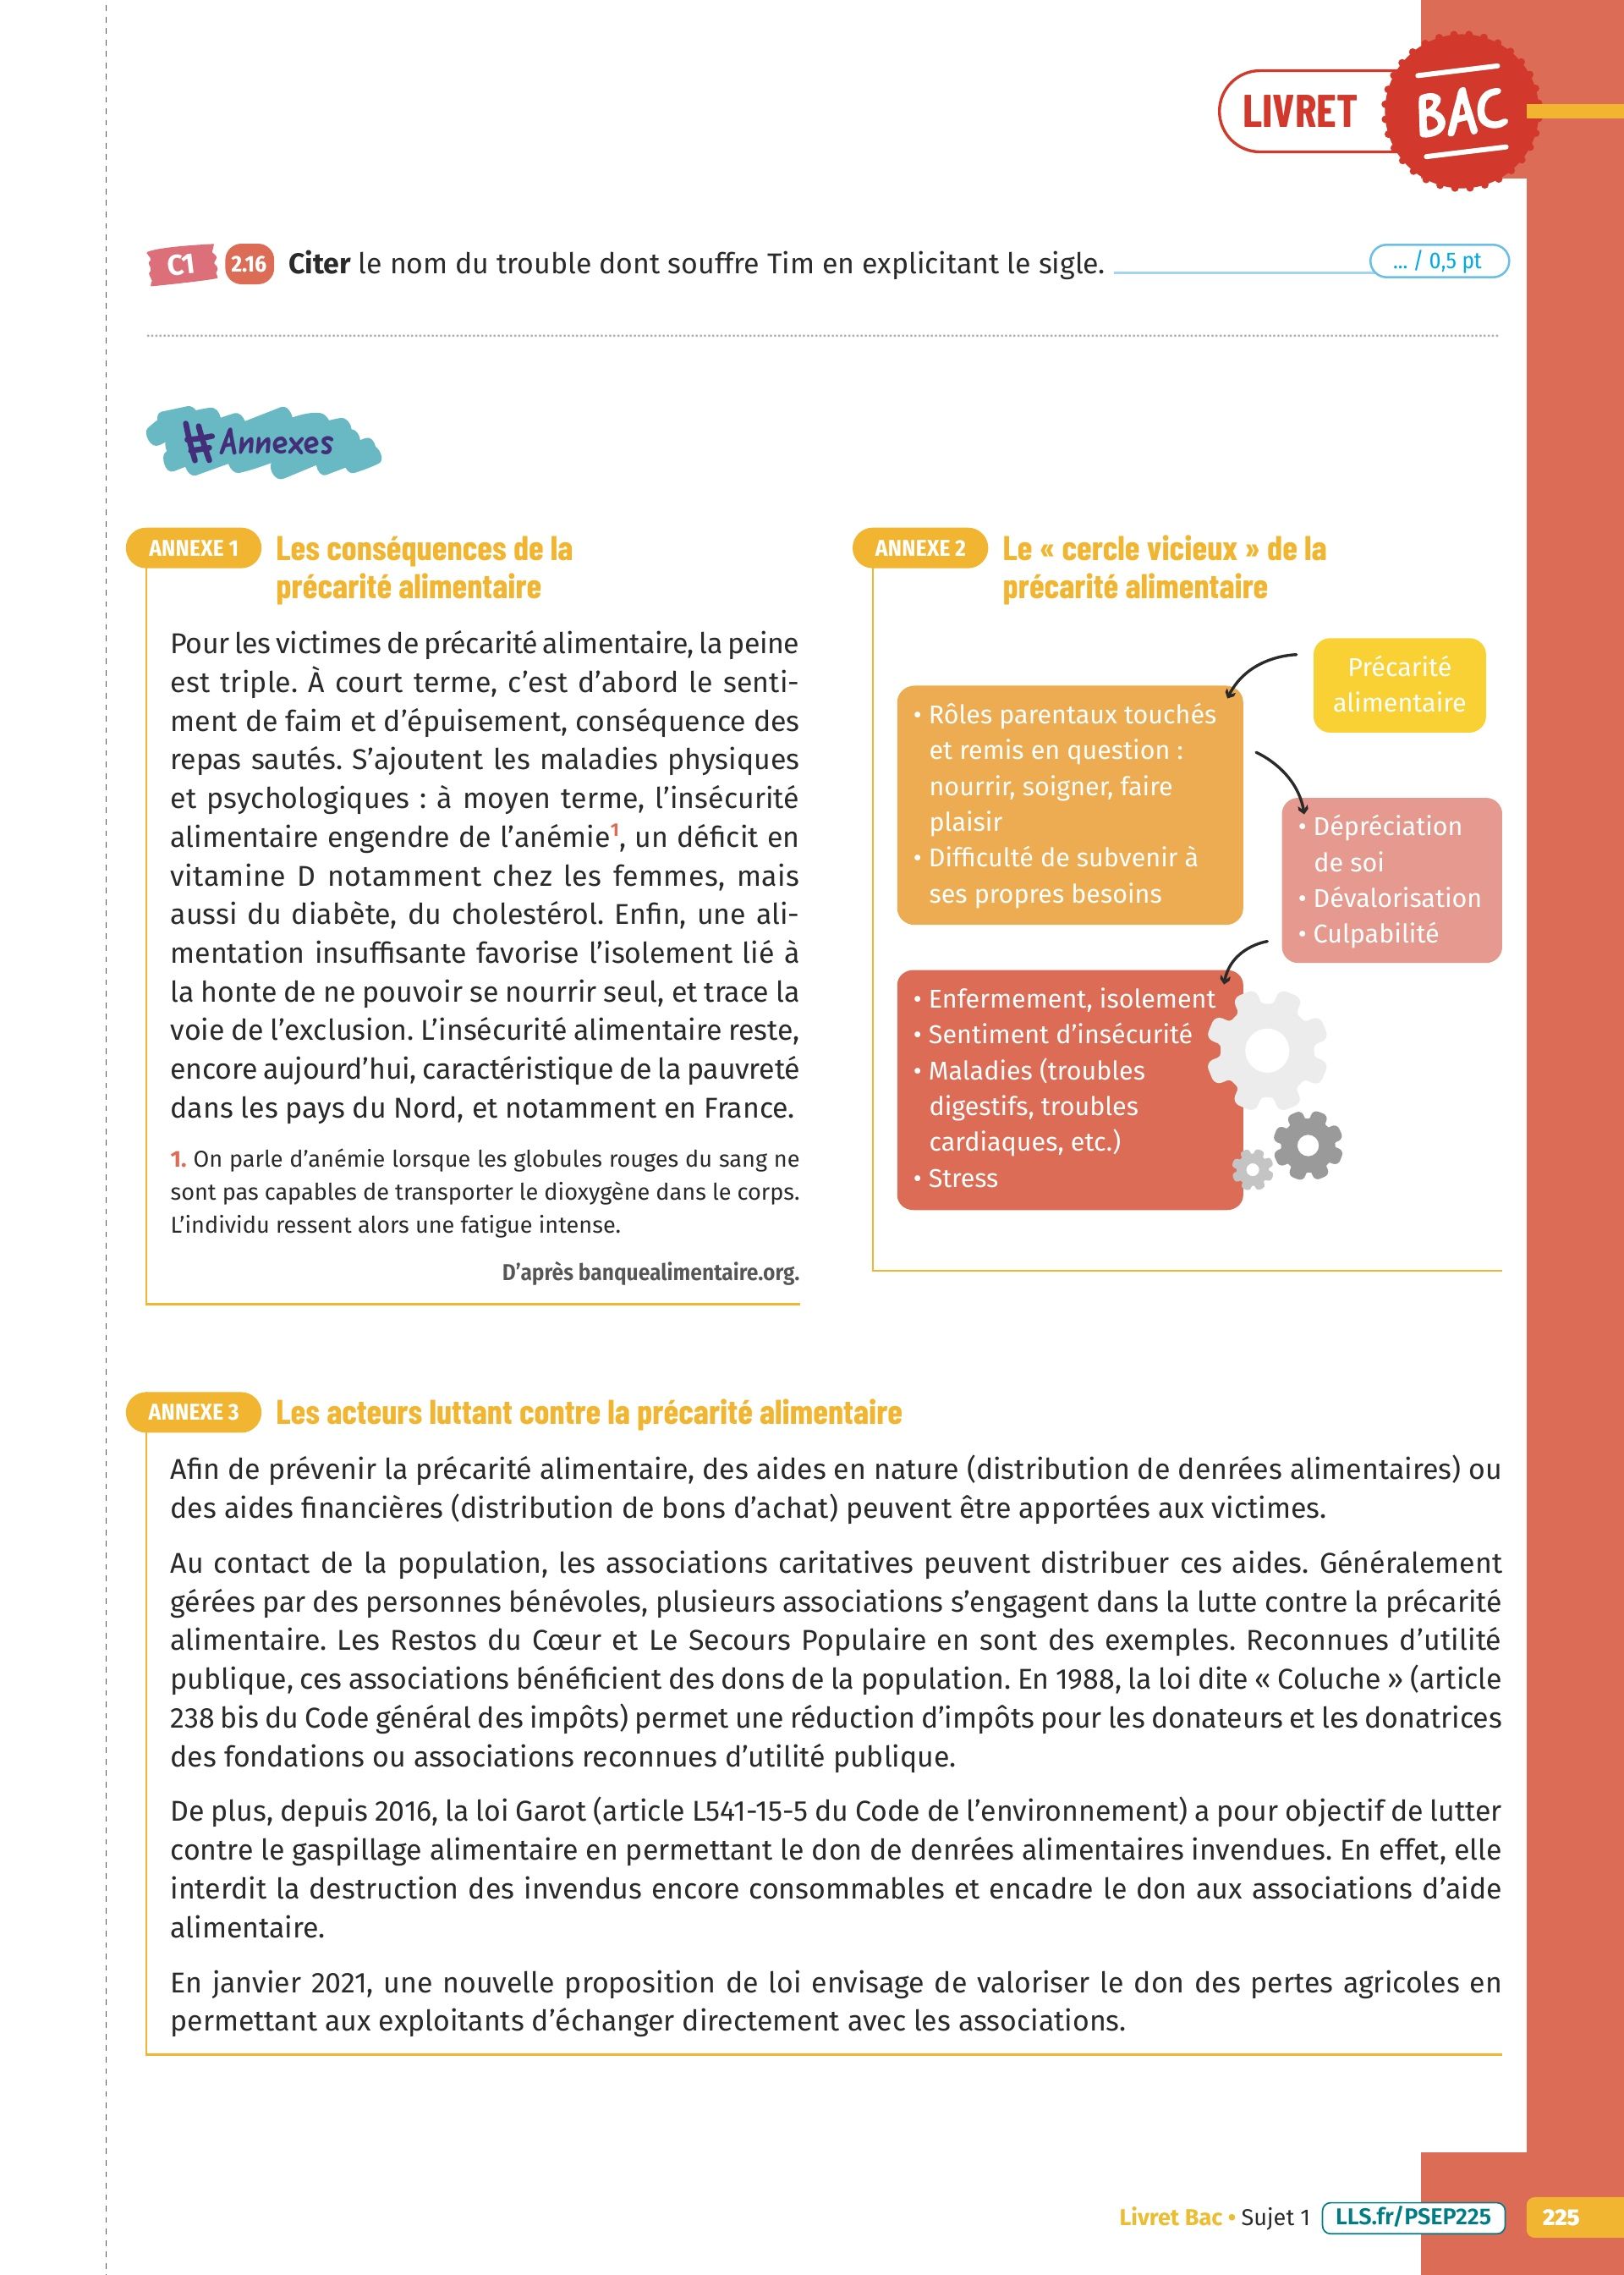 LIVRET BAC
C1 2.16 Citer le nom du trouble dont souffre Tim en explicitant le sigle. ... / 0,5 pt
#Annexes
ANNEXE 1 Les conséquences de la
précarité alimentaire
Pour les victimes de précarité alimentaire, la peine
est triple. À court terme, c’est d’abord le senti-
ment de faim et d’épuisement, conséquence des
repas sautés. S’ajoutent les maladies physiques
et psychologiques : à moyen terme, l’insécurité
alimentaire engendre de l’anémie¹, un déficit en
vitamine D notamment chez les femmes, mais
aussi du diabète, du cholestérol. Enfin, une ali-
mentation insuffisante favorise l’isolement lié à
la honte de ne pouvoir se nourrir seul, et trace la
voie de l’exclusion. L’insécurité alimentaire reste,
encore aujourd’hui, caractéristique de la pauvreté
dans les pays du Nord, et notamment en France.
1. On parle d’anémie lorsque les globules rouges du sang ne
sont pas capables de transporter le dioxygène dans le corps.
L’individu ressent alors une fatigue intense.
D’après banquealimentaire.org.
ANNEXE 2 Le « cercle vicieux » de la
précarité alimentaire
Précarité
alimentaire
• Rôles parentaux touchés
et remis en question :
nourrir, soigner, faire
plaisir
• Difficulté de subvenir à
ses propres besoins
• Dépréciation
de soi
• Dévalorisation
• Culpabilité
• Enfermement, isolement
• Sentiment d’insécurité
• Maladies (troubles
digestifs, troubles
cardiaques, etc.)
• Stress
ANNEXE 3 Les acteurs luttant contre la précarité alimentaire
Afin de prévenir la précarité alimentaire, des aides en nature (distribution de denrées alimentaires) ou
des aides financières (distribution de bons d’achat) peuvent être apportées aux victimes.
Au contact de la population, les associations caritatives peuvent distribuer ces aides. Généralement
gérées par des personnes bénévoles, plusieurs associations s’engagent dans la lutte contre la précarité
alimentaire. Les Restos du Cœur et Le Secours Populaire en sont des exemples. Reconnues d’utilité
publique, ces associations bénéficient des dons de la population. En 1988, la loi dite « Coluche » (article
238 bis du Code général des impôts) permet une réduction d’impôts pour les donateurs et les donatrices
des fondations ou associations reconnues d’utilité publique.
De plus, depuis 2016, la loi Garot (article L541-15-5 du Code de l’environnement) a pour objectif de lutter
contre le gaspillage alimentaire en permettant le don de denrées alimentaires invendues. En effet, elle
interdit la destruction des invendus encore consommables et encadre le don aux associations d’aide
alimentaire.
En janvier 2021, une nouvelle proposition de loi envisage de valoriser le don des pertes agricoles en
permettant aux exploitants d’échanger directement avec les associations.
Livret Bac • Sujet 1 LLS.fr/PSEP225 225